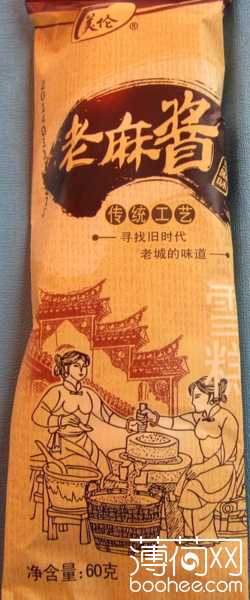 美伦®
老麻酱
传统工艺
寻找旧时代
老城的味道
雪糕
净含量:60克
薄荷网
boohee.com